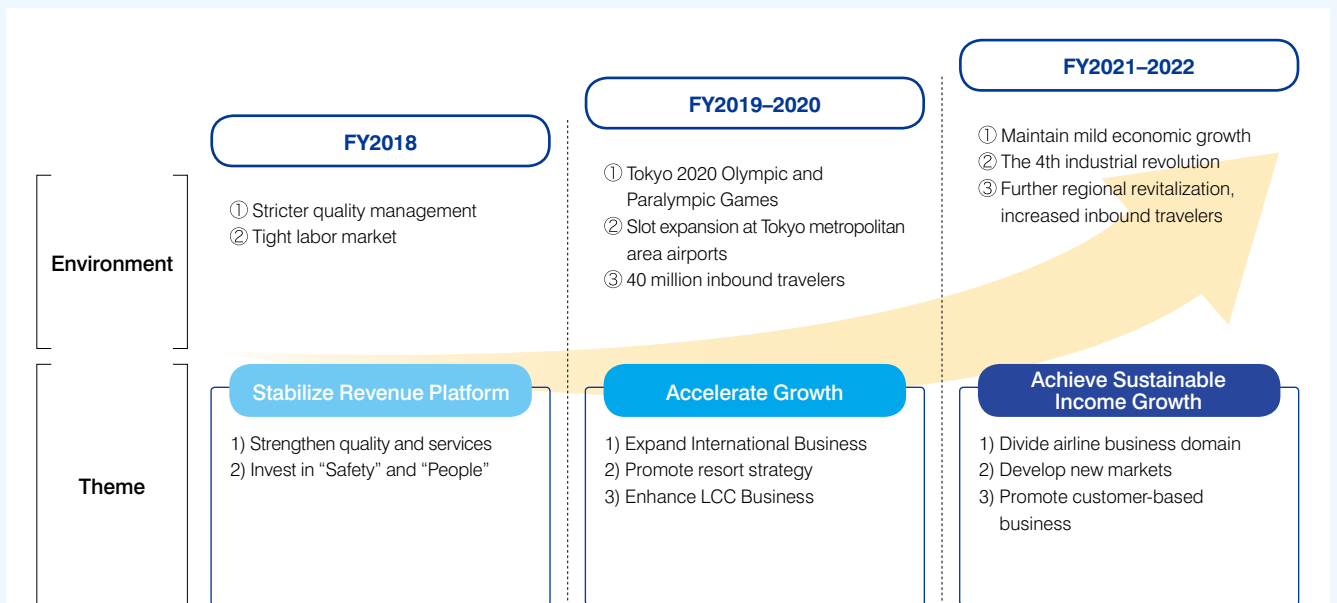 FY2018
FY2019–2020
FY2021–2022
Environment
① Stricter quality management
② Tight labor market
① Tokyo 2020 Olympic and
Paralympic Games
② Slot expansion at Tokyo metropolitan
area airports
③ 40 million inbound travelers
① Maintain mild economic growth
② The 4th industrial revolution
③ Further regional revitalization,
increased inbound travelers
Theme
Stabilize Revenue Platform
1) Strengthen quality and services
2) Invest in “Safety” and “People”
Accelerate Growth
1) Expand International Business
2) Promote resort strategy
3) Enhance LCC Business
Achieve Sustainable
Income Growth
1) Divide airline business domain
2) Develop new markets
3) Promote customer-based
business